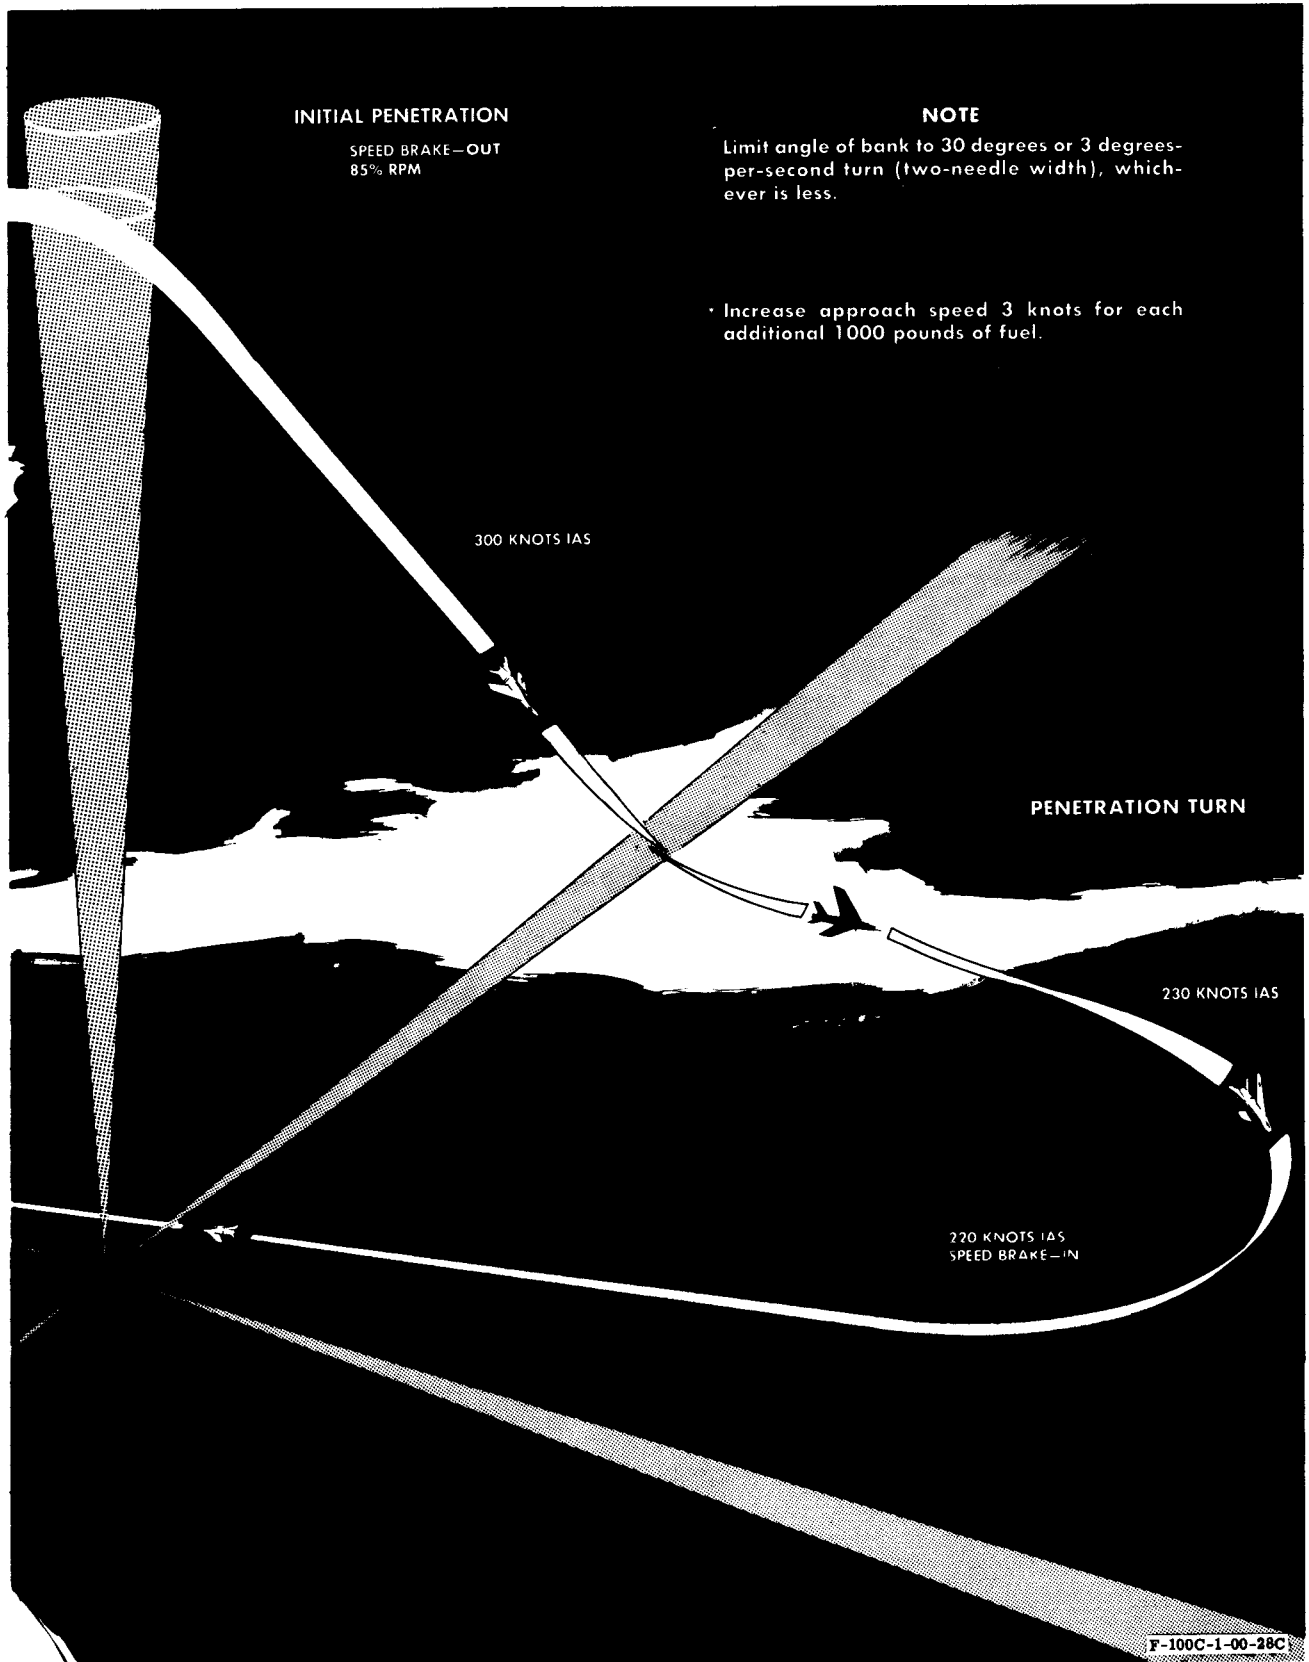 INITIAL PENETRATION
SPEED BRAKE—OUT
85% RPM
NOTE
Limit angle of bank to 30 degrees or 3 degrees-
per-second turn (two-needle width), which-
ever is less.
Increase approach speed 3 knots for each
additional 1000 pounds of fuel.
300 KNOTS IAS
PENETRATION TURN
230 KNOTS IAS
220 KNOTS IAS
SPEED BRAKE—IN
F-100C-1-00-28C